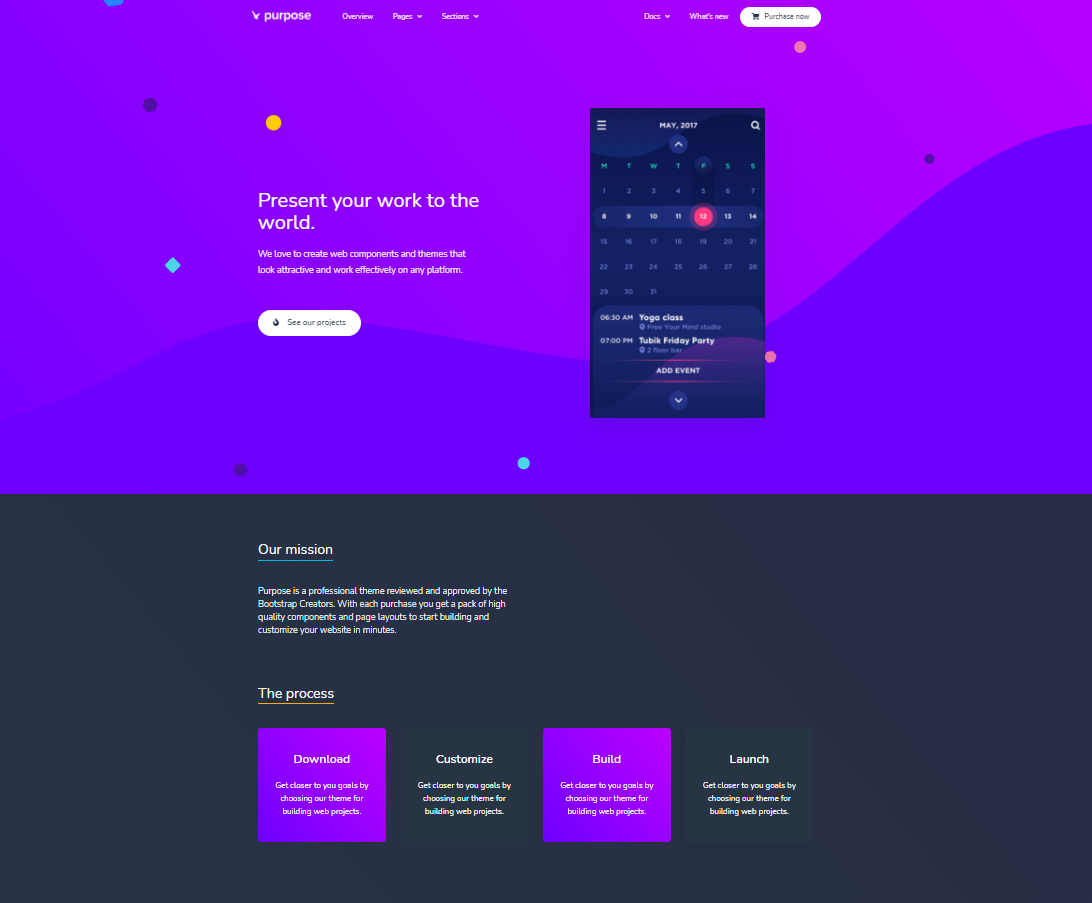 purpose
Overview Pages Sections Docs What's new Purchase now
MAY, 2017
M T W T F S S
1 2 3 4 5 6 7
8 9 10 11 12 13 14
15 16 17 18 19 20 21
22 23 24 25 26 27 28
29 30 31
06:30 AM Yoga class
Free Your Mind studio
07:00 PM Tubik Friday Party
2 floor bar
ADD EVENT
Present your work to the
world.
We love to create web components and themes that
look attractive and work effectively on any platform.
See our projects
Our mission
Purpose is a professional theme reviewed and approved by the
Bootstrap Creators. With each purchase you get a pack of high
quality components and page layouts to start building and
customize your website in minutes.
The process
Download
Get closer to you goals by
choosing our theme for
building web projects.
Customize
Get closer to you goals by
choosing our theme for
building web projects.
Build
Get closer to you goals by
choosing our theme for
building web projects.
Launch
Get closer to you goals by
choosing our theme for
building web projects.